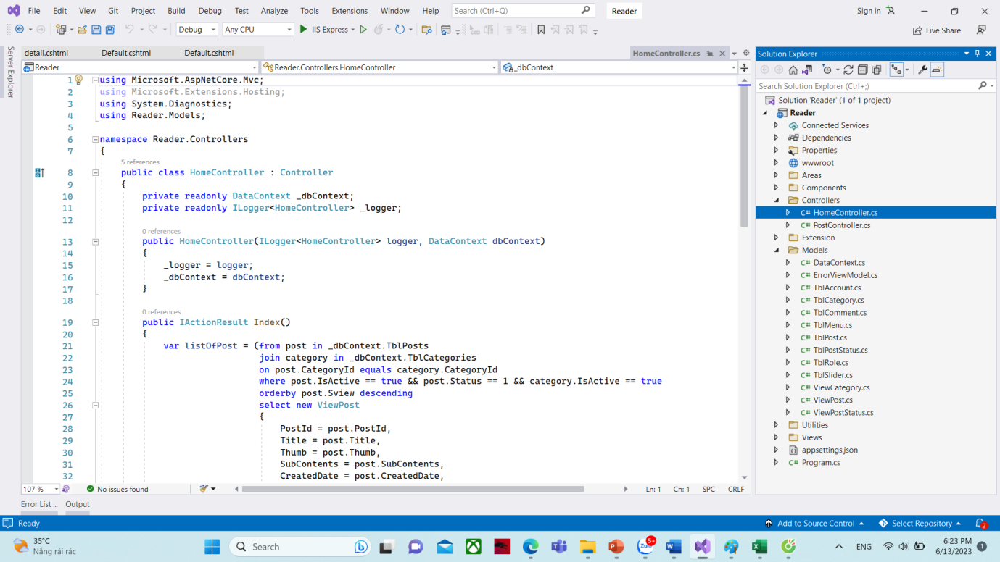 File Edit View Git Project Build Debug Test Analyze Tools Extensions Window Help Search (Ctrl+Q) Reader Sign in
Debug Any CPU IIS Express Live Share
Server Explorer
detail.cshtml Default.cshtml Default.cshtml HomeController.cs
Reader Reader.Controllers.HomeController _dbContext
1 using Microsoft.AspNetCore.Mvc;
2 using Microsoft.Extensions.Hosting;
3 using System.Diagnostics;
4 using Reader.Models;
5
6 namespace Reader.Controllers
7 {
5 references
8 public class HomeController : Controller
9 {
10 private readonly DataContext _dbContext;
11 private readonly ILogger<HomeController> _logger;
12
0 references
13 public HomeController(ILogger<HomeController> logger, DataContext dbContext)
14 {
15 _logger = logger;
16 _dbContext = dbContext;
17 }
18
0 references
19 public IActionResult Index()
20 {
21 var listOfPost = (from post in _dbContext.TblPosts
22 join category in _dbContext.TblCategories
23 on post.CategoryId equals category.CategoryId
24 where post.IsActive == true && post.Status == 1 && category.IsActive == true
25 orderby post.Sview descending
26 select new ViewPost
27 {
28 PostId = post.PostId,
29 Title = post.Title,
30 Thumb = post.Thumb,
31 SubContents = post.SubContents,
32 CreatedDate = post.CreatedDate,
107 % No issues found Ln: 1 Ch: 1 SPC CRLF
Error List ... Output
Solution Explorer
Search Solution Explorer (Ctrl+;)
Solution 'Reader' (1 of 1 project)
Reader
Connected Services
Dependencies
Properties
wwwroot
Areas
Components
Controllers
C# HomeController.cs
C# PostController.cs
Extension
Models
C# DataContext.cs
C# ErrorViewModel.cs
C# TblAccount.cs
C# TblCategory.cs
C# TblComment.cs
C# TblMenu.cs
C# TblPost.cs
C# TblPostStatus.cs
C# TblRole.cs
C# TblSlider.cs
C# ViewCategory.cs
C# ViewPost.cs
C# ViewPostStatus.cs
Utilities
Views
appsettings.json
C# Program.cs
Ready Add to Source Control Select Repository 2
35°C
Nắng rải rác
Search
5+
ENG
6:23 PM
6/13/2023
1